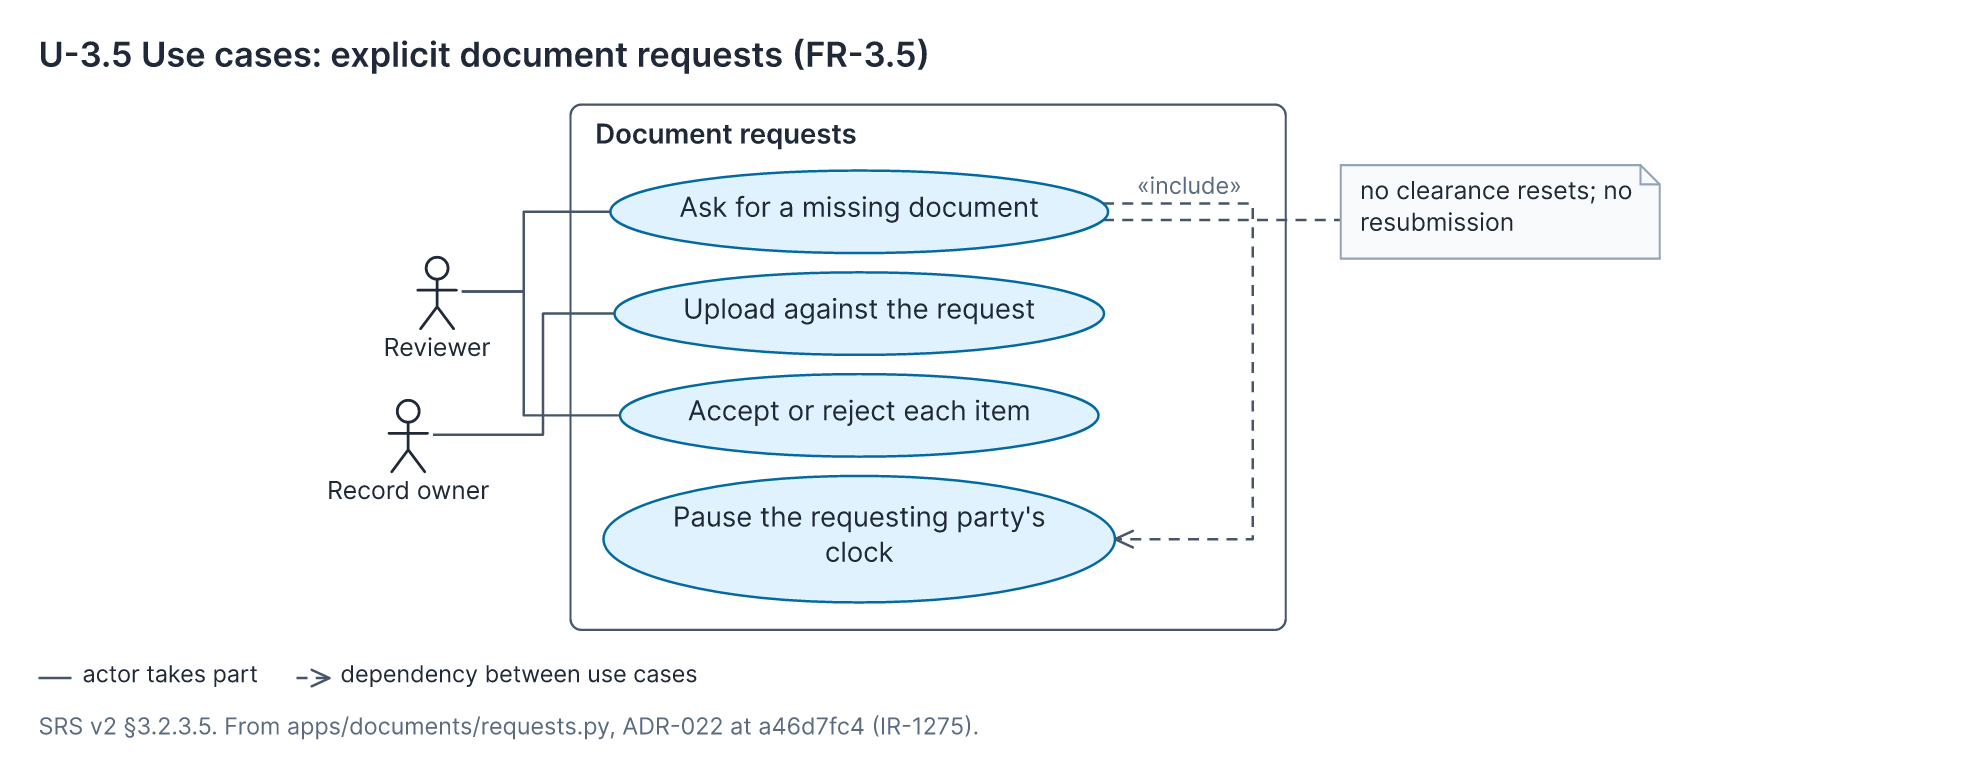 U-3.5 Use cases: explicit document requests (FR-3.5)
Document requests
«include»
Ask for a missing document
no clearance resets; no
resubmission
Upload against the request
Reviewer
Accept or reject each item
Record owner
Pause the requesting party's
clock
actor takes part
dependency between use cases
SRS v2 §3.2.3.5. From apps/documents/requests.py, ADR-022 at a46d7fc4 (IR-1275).